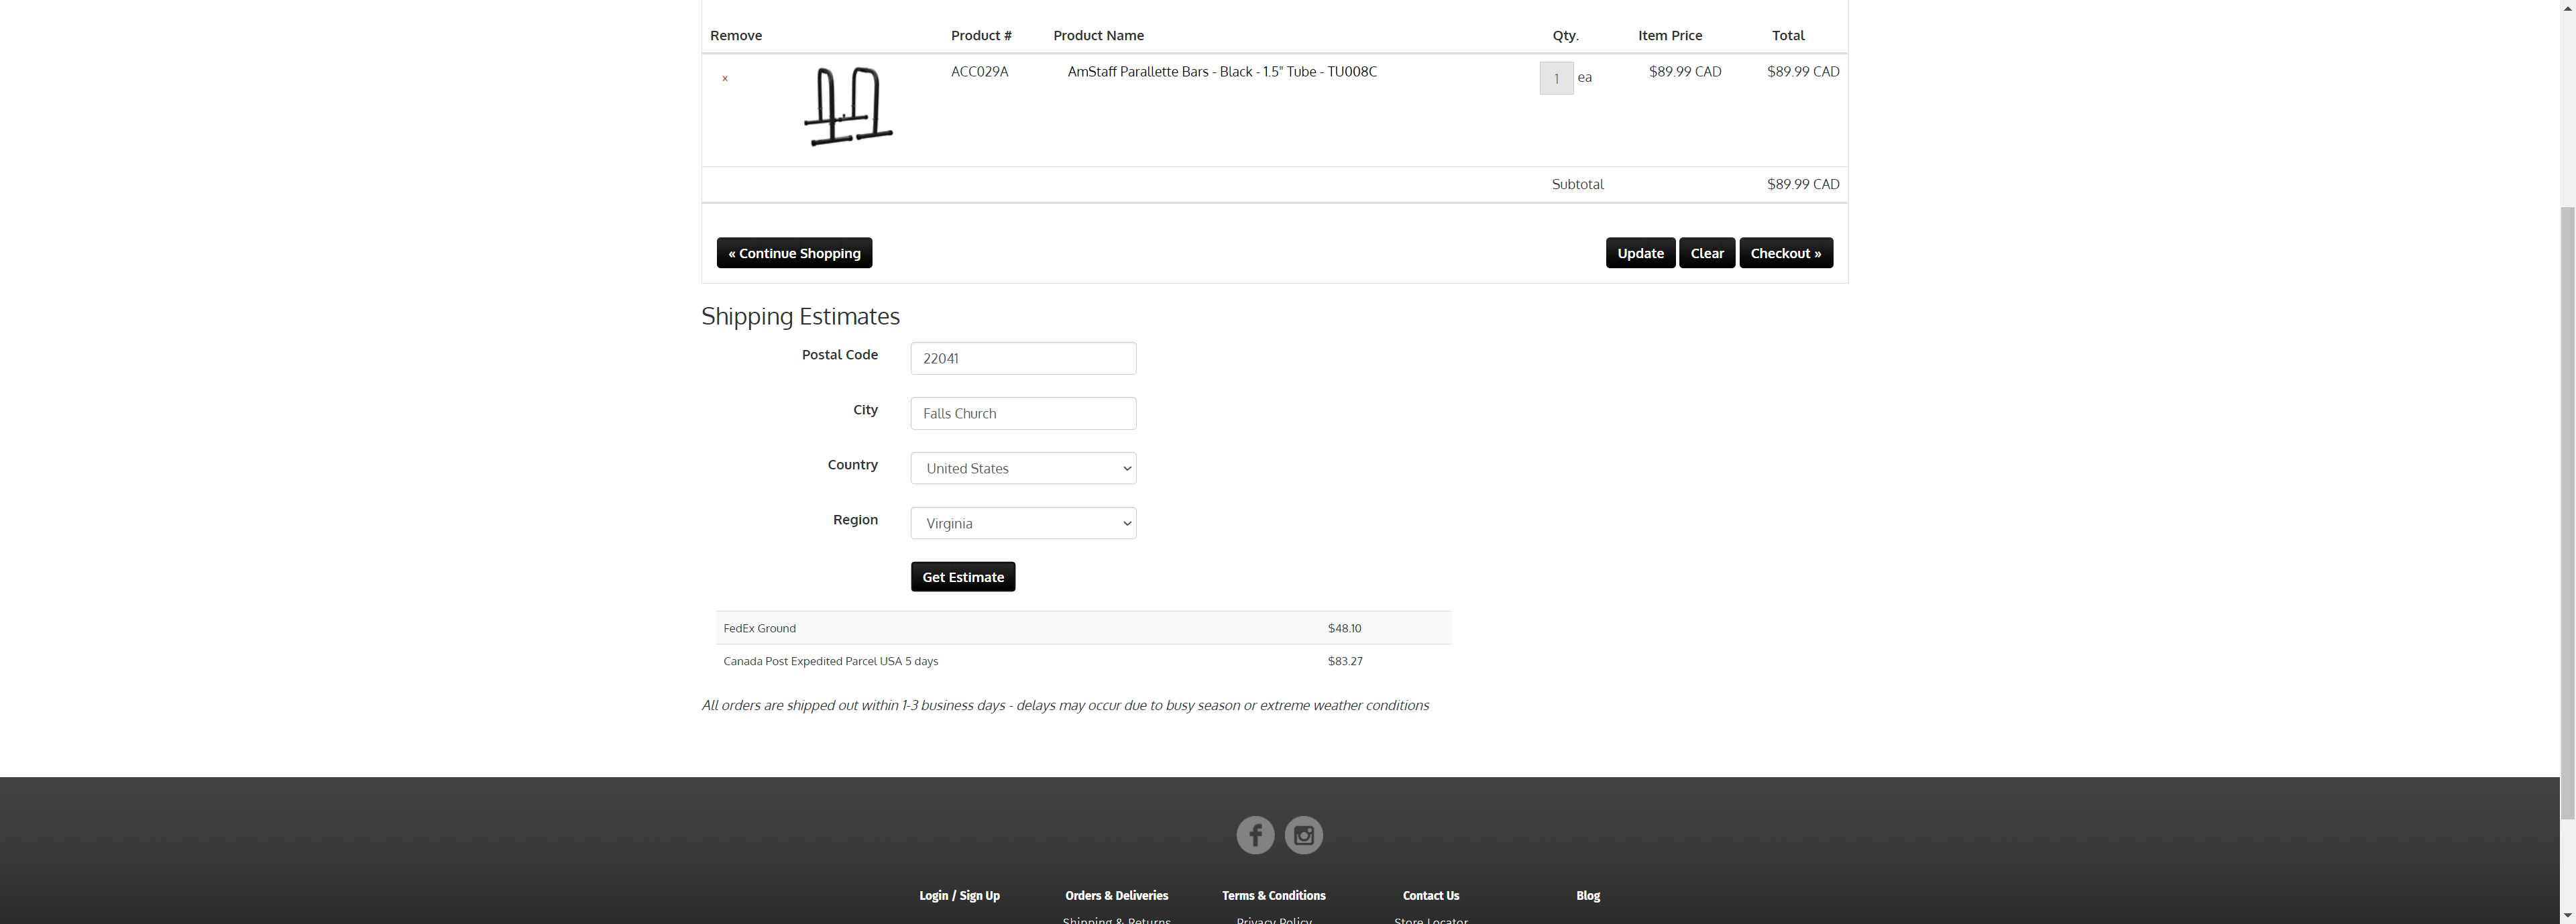 Remove Product # Product Name Qty. Item Price Total
x ACC029A AmStaff Parallette Bars - Black - 1.5" Tube - TU008C 1 ea $89.99 CAD $89.99 CAD
Subtotal $89.99 CAD
« Continue Shopping Update Clear Checkout »
Shipping Estimates
Postal Code 22041
City Falls Church
Country United States
Region Virginia
Get Estimate
FedEx Ground $48.10
Canada Post Expedited Parcel USA 5 days $83.27
All orders are shipped out within 1-3 business days - delays may occur due to busy season or extreme weather conditions
Login / Sign Up Orders & Deliveries Terms & Conditions Contact Us Blog
Shipping & Returns Privacy Policy Store Locator